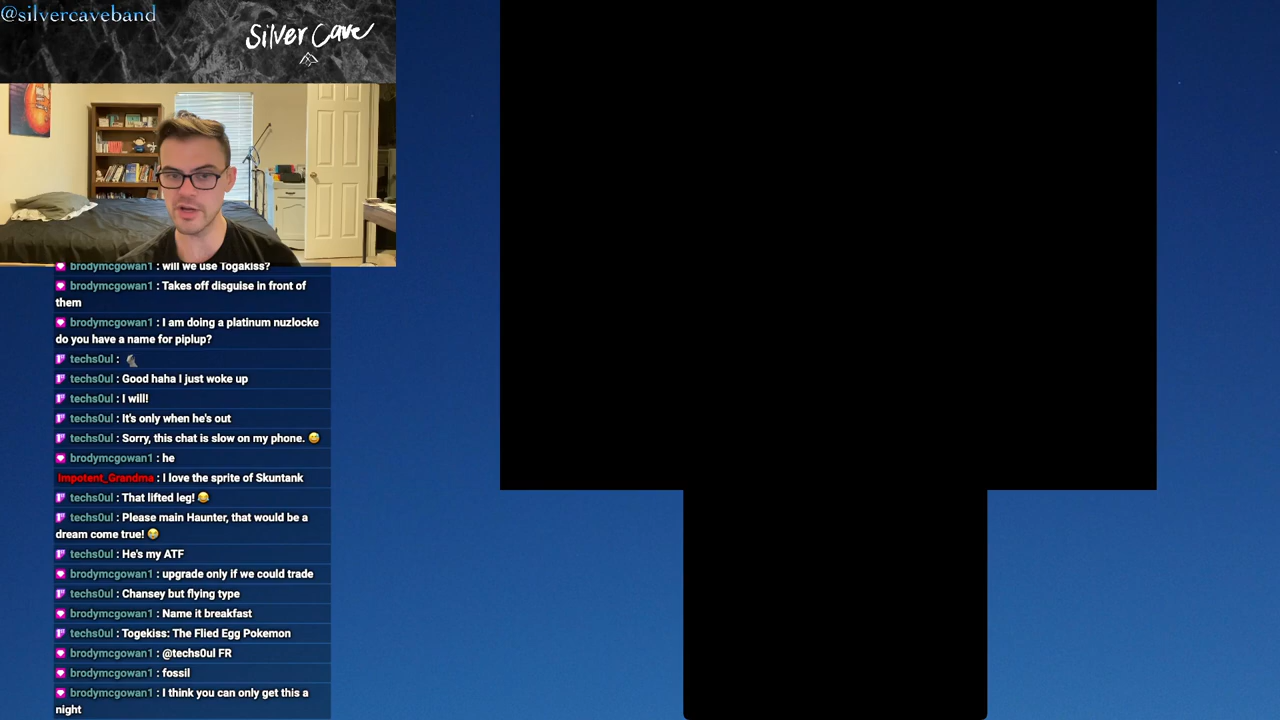 @silvercaveband
Silver Cave
brodymcgowan1 : will we use Togakiss?
brodymcgowan1 : Takes off disguise in front of
them
brodymcgowan1 : I am doing a platinum nuzlocke
do you have a name for piplup?
techs0ul :
techs0ul : Good haha I just woke up
techs0ul : I will!
techs0ul : It's only when he's out
techs0ul : Sorry, this chat is slow on my phone. 😅
brodymcgowan1 : he
Impotent_Grandma : I love the sprite of Skuntank
techs0ul : That lifted leg! 😂
techs0ul : Please main Haunter, that would be a
dream come true! 😭
techs0ul : He's my ATF
brodymcgowan1 : upgrade only if we could trade
techs0ul : Chansey but flying type
brodymcgowan1 : Name it breakfast
techs0ul : Togekiss: The Flied Egg Pokemon
brodymcgowan1 : @techs0ul FR
brodymcgowan1 : fossil
brodymcgowan1 : I think you can only get this a
night